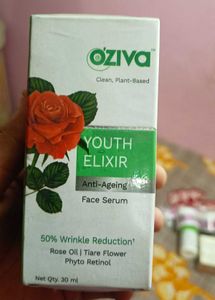 OZiva™
Clean, Plant-Based
YOUTH
ELIXIR
Anti-Ageing
Face Serum
50% Wrinkle Reduction†
Rose Oil | Tiare Flower
Phyto Retinol
Net Qty. 30 ml